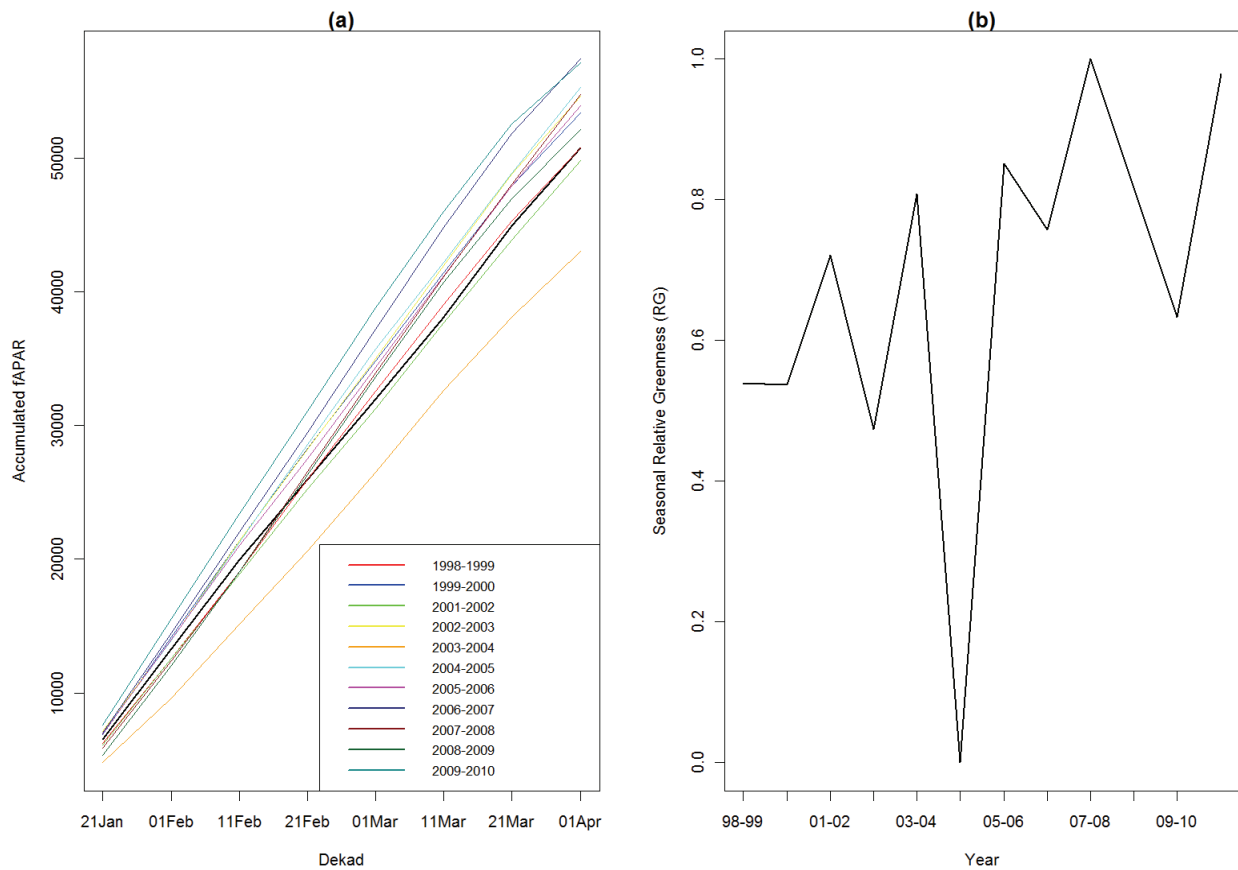 (a)
Accumulated fAPAR
50000
40000
30000
20000
10000
1998-1999
1999-2000
2001-2002
2002-2003
2003-2004
2004-2005
2005-2006
2006-2007
2007-2008
2008-2009
2009-2010
21Jan 01Feb 11Feb 21Feb 01Mar 11Mar 21Mar 01Apr
Dekad
(b)
Seasonal Relative Greenness (RG)
1.0
0.8
0.6
0.4
0.2
0.0
98-99 01-02 03-04 05-06 07-08 09-10
Year